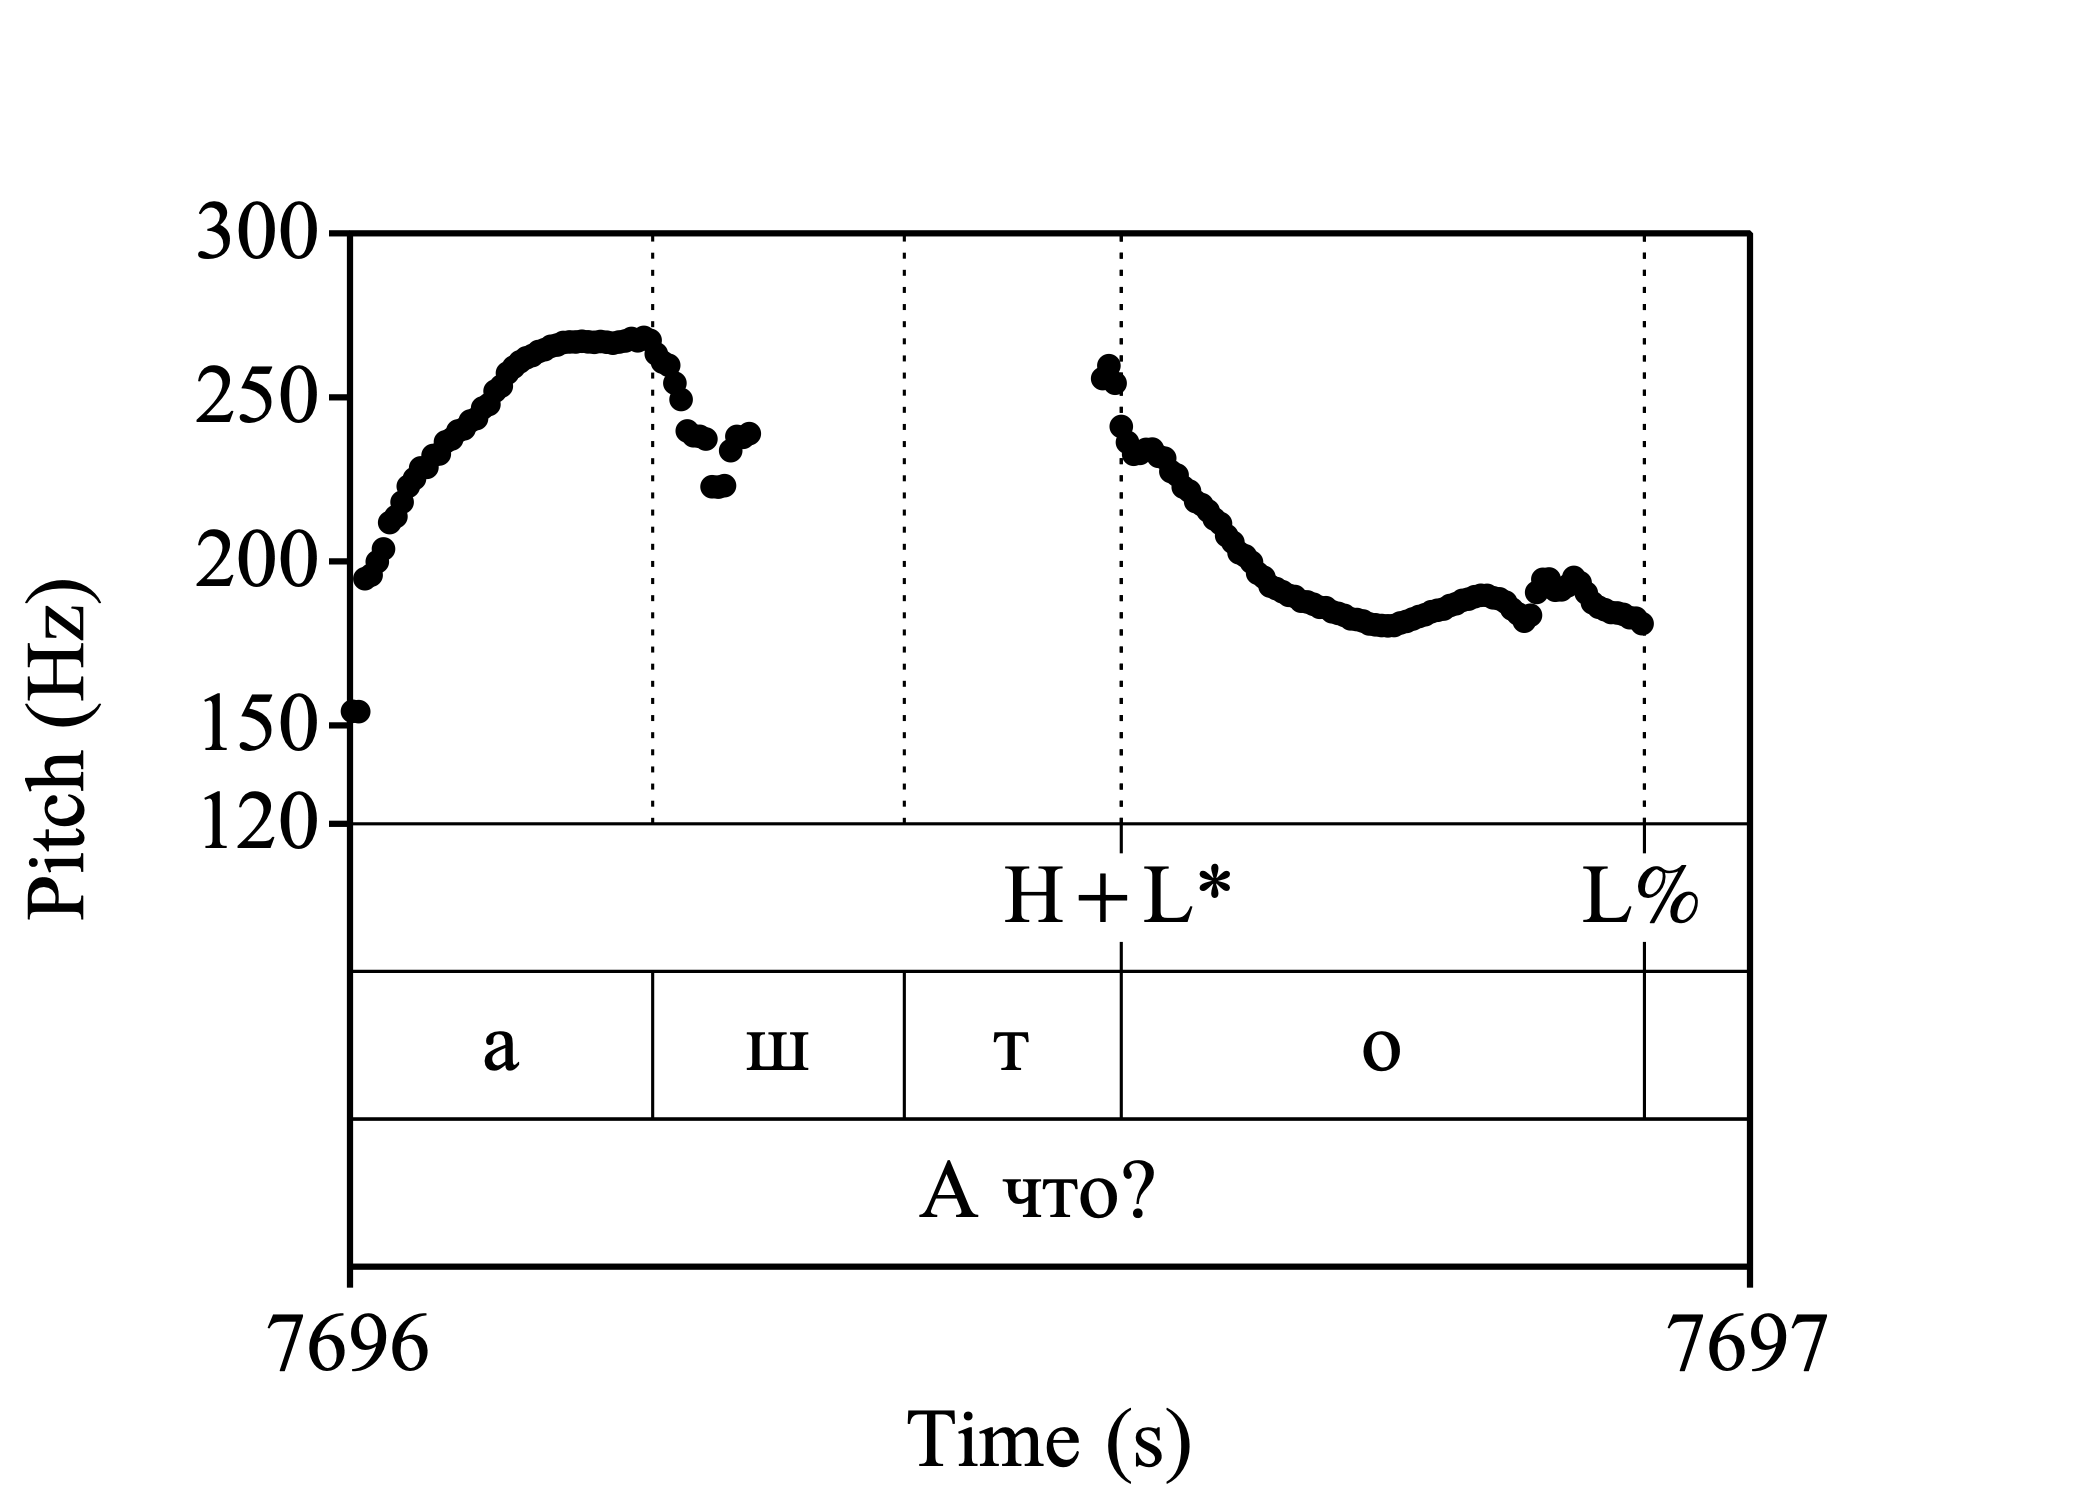 300
250
200
150
120
Pitch (Hz)
H+L* L%
а ш т о
А что?
7696 7697
Time (s)